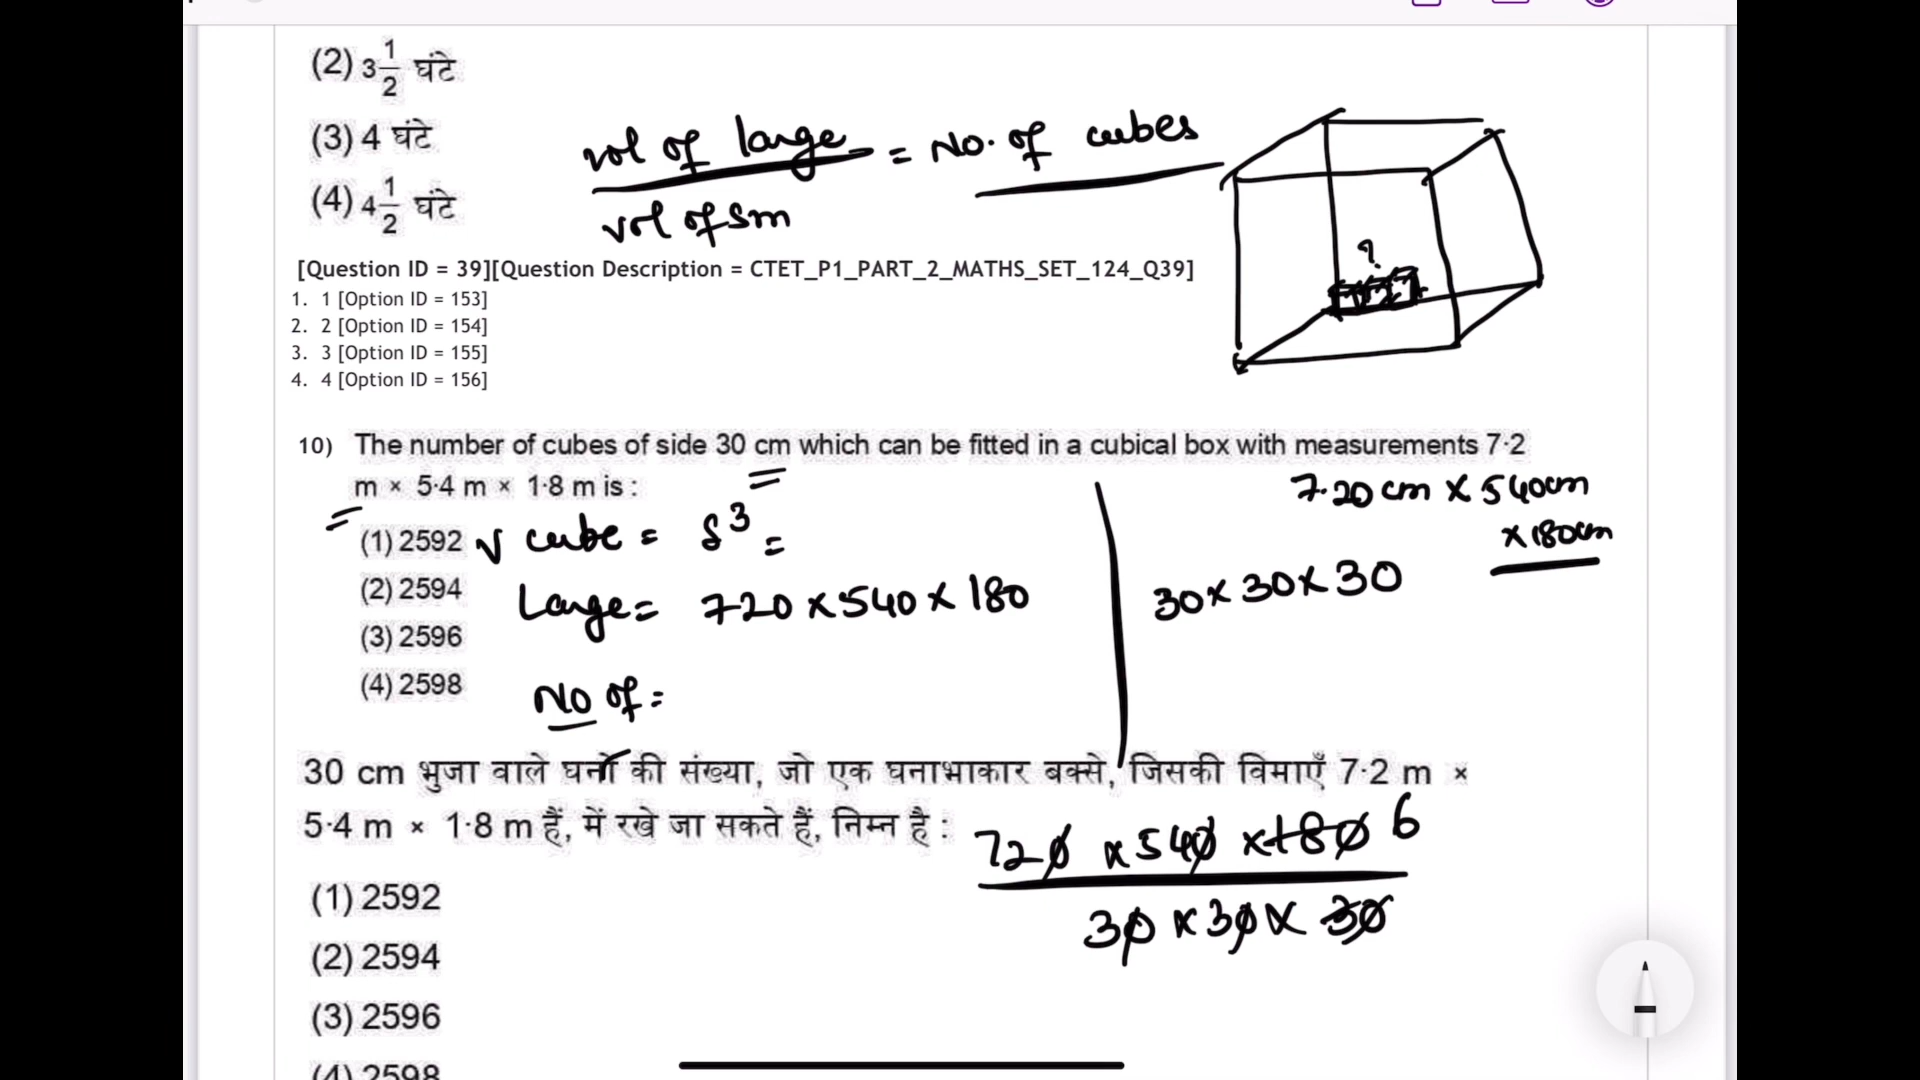 (2) 3 1/2 घंटे
(3) 4 घंटे
(4) 4 1/2 घंटे
vol of large = No. of cubes
vol of sm
?
[Question ID = 39][Question Description = CTET_P1_PART_2_MATHS_SET_124_Q39]
1. 1 [Option ID = 153]
2. 2 [Option ID = 154]
3. 3 [Option ID = 155]
4. 4 [Option ID = 156]
10) The number of cubes of side 30 cm which can be fitted in a cubical box with measurements 7·2
m × 5·4 m × 1·8 m is :
7.20 cm x 540cm
x 180cm
(1) 2592
(2) 2594
(3) 2596
(4) 2598
v cube = s³ =
Large = 720 x 540 x 180
30 x 30 x 30
No of =
30 cm भुजा वाले घनों की संख्या, जो एक घनाभाकार बक्से, जिसकी विमाएँ 7·2 m ×
5·4 m × 1·8 m हैं, में रखे जा सकते हैं, निम्न है :
720 x 540 x 180 6
30 x 30 x 30
(1) 2592
(2) 2594
(3) 2596
(4) 2598